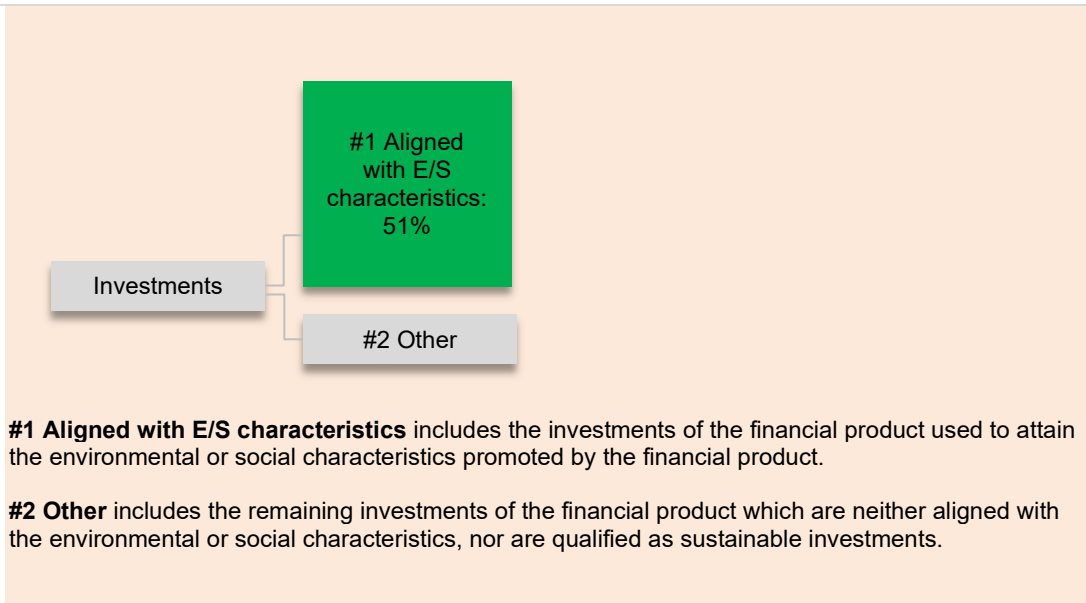 #1 Aligned
with E/S
characteristics:
51%
Investments
#2 Other
#1 Aligned with E/S characteristics includes the investments of the financial product used to attain
the environmental or social characteristics promoted by the financial product.
#2 Other includes the remaining investments of the financial product which are neither aligned with
the environmental or social characteristics, nor are qualified as sustainable investments.